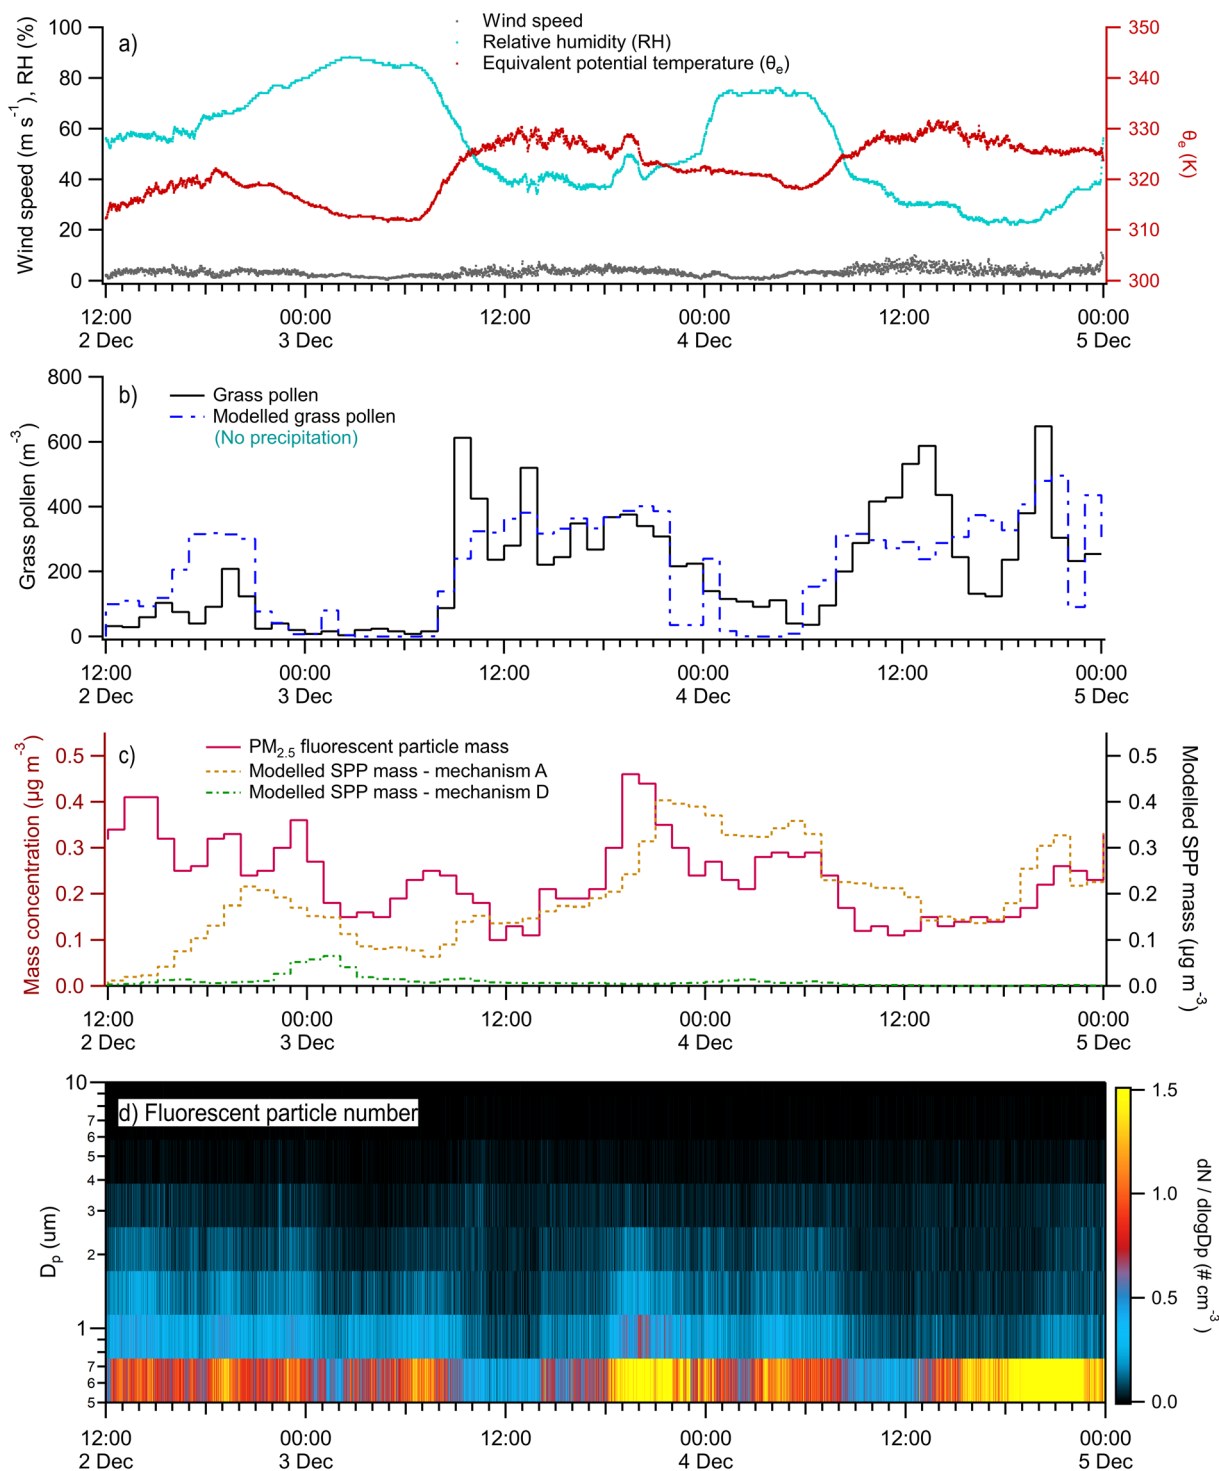 Wind speed
Relative humidity (RH)
Equivalent potential temperature (θe)
a)
Wind speed (m s-1), RH (%)
100
80
60
40
20
0
350
340
330
320
310
300
θe (K)
12:00 00:00 12:00 00:00 12:00 00:00
2 Dec 3 Dec 4 Dec 5 Dec
b)
Grass pollen
Modelled grass pollen
(No precipitation)
Grass pollen (m-3)
800
600
400
200
0
12:00 00:00 12:00 00:00 12:00 00:00
2 Dec 3 Dec 4 Dec 5 Dec
c)
PM2.5 fluorescent particle mass
Modelled SPP mass - mechanism A
Modelled SPP mass - mechanism D
Mass concentration (µg m-3)
0.5
0.4
0.3
0.2
0.1
0.0
0.5
0.4
0.3
0.2
0.1
0.0
Modelled SPP mass (µg m-3)
12:00 00:00 12:00 00:00 12:00 00:00
2 Dec 3 Dec 4 Dec 5 Dec
d) Fluorescent particle number
Dp (um)
10
7
6
5
4
3
2
1
7
6
5
1.5
1.0
0.5
0.0
dN / dlogDp (# cm-3)
12:00 00:00 12:00 00:00 12:00 00:00
2 Dec 3 Dec 4 Dec 5 Dec